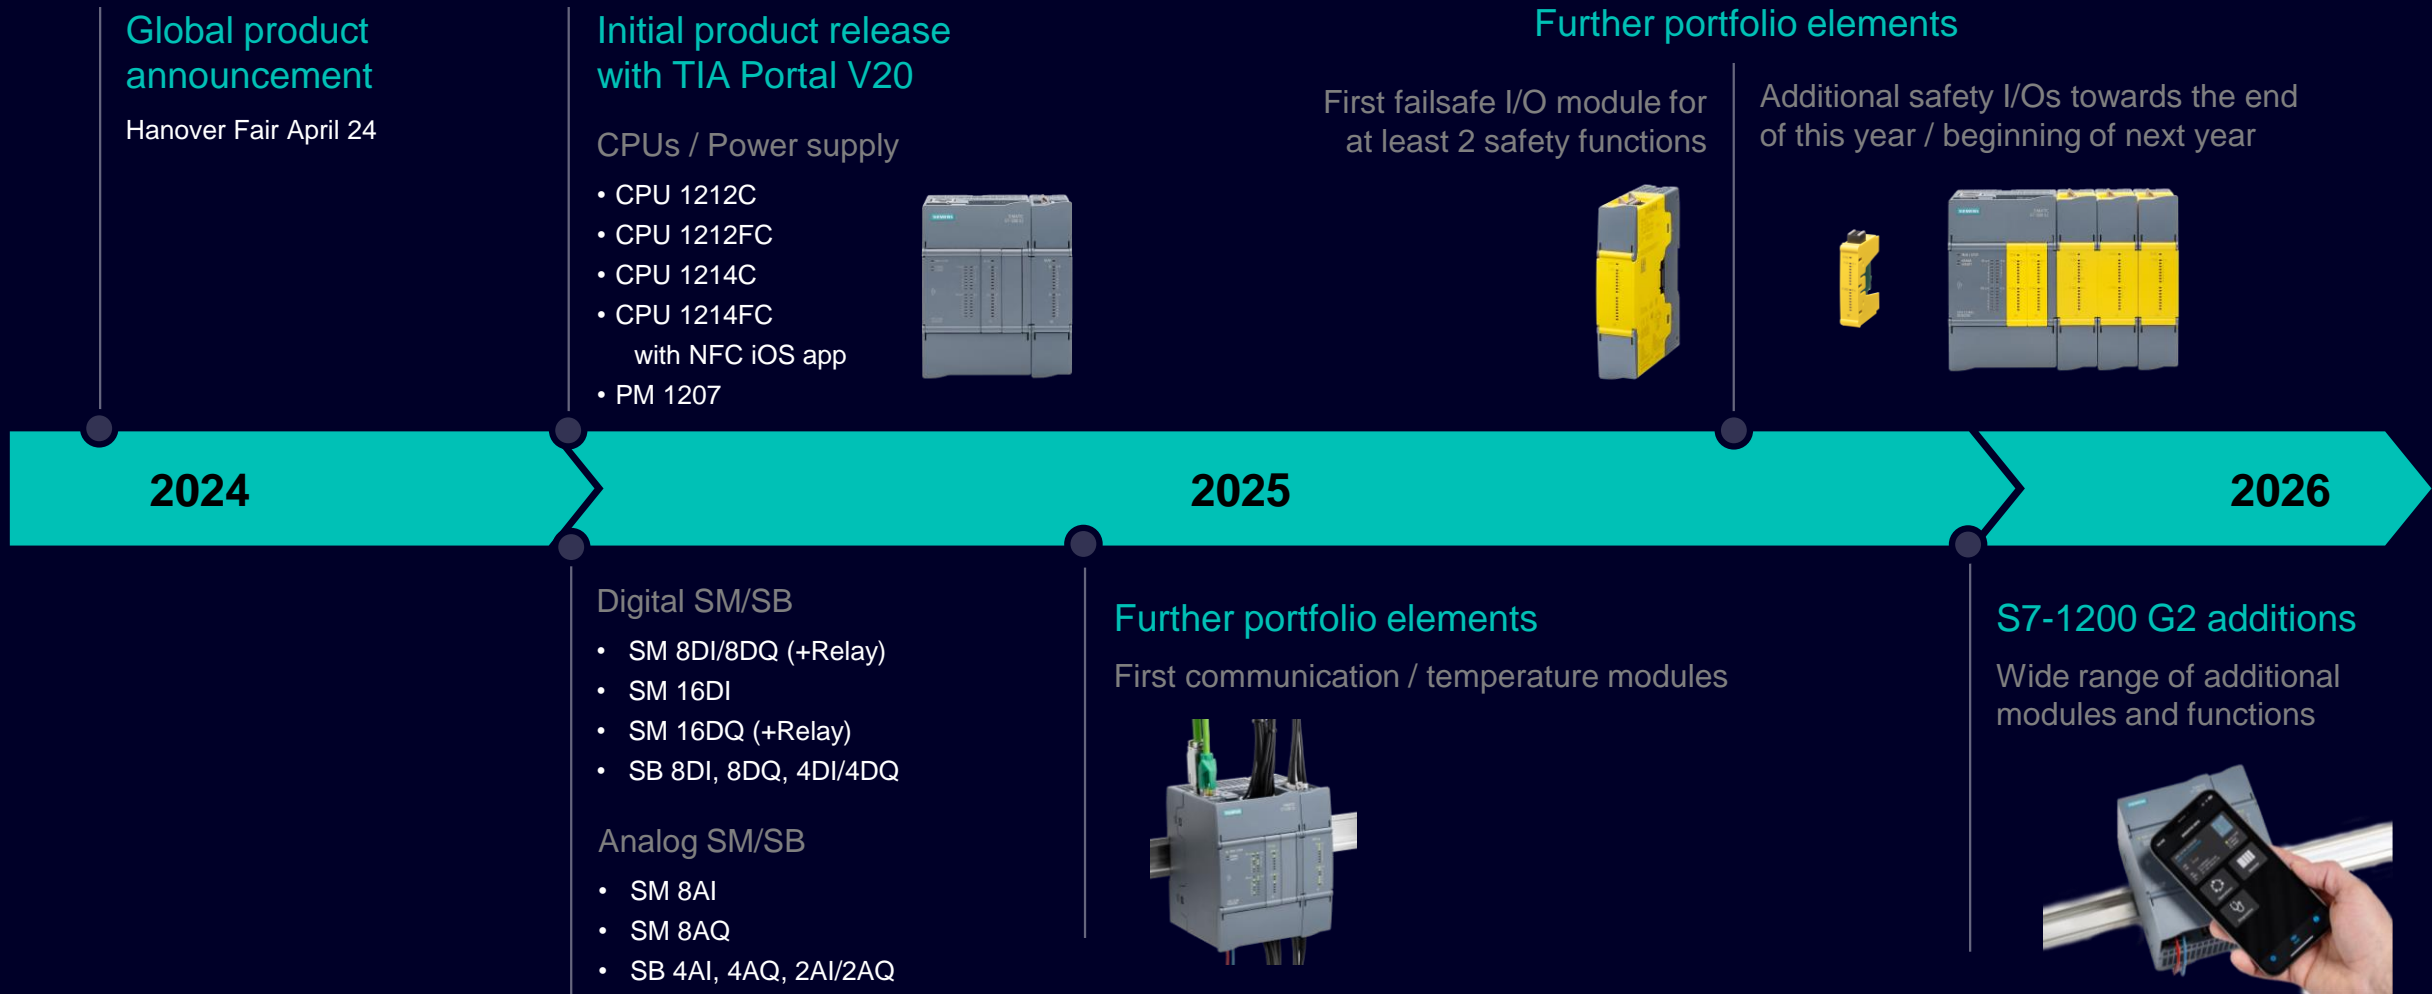 Global product
announcement
Hanover Fair April 24
Initial product release
with TIA Portal V20
CPUs / Power supply
• CPU 1212C
• CPU 1212FC
• CPU 1214C
• CPU 1214FC
with NFC iOS app
• PM 1207
Further portfolio elements
First failsafe I/O module for
at least 2 safety functions
Additional safety I/Os towards the end
of this year / beginning of next year
SIEMENS
SIEMENS
2024
2025
2026
Digital SM/SB
• SM 8DI/8DQ (+Relay)
• SM 16DI
• SM 16DQ (+Relay)
• SB 8DI, 8DQ, 4DI/4DQ
Analog SM/SB
• SM 8AI
• SM 8AQ
• SB 4AI, 4AQ, 2AI/2AQ
Further portfolio elements
First communication / temperature modules
SIEMENS
S7-1200 G2 additions
Wide range of additional
modules and functions